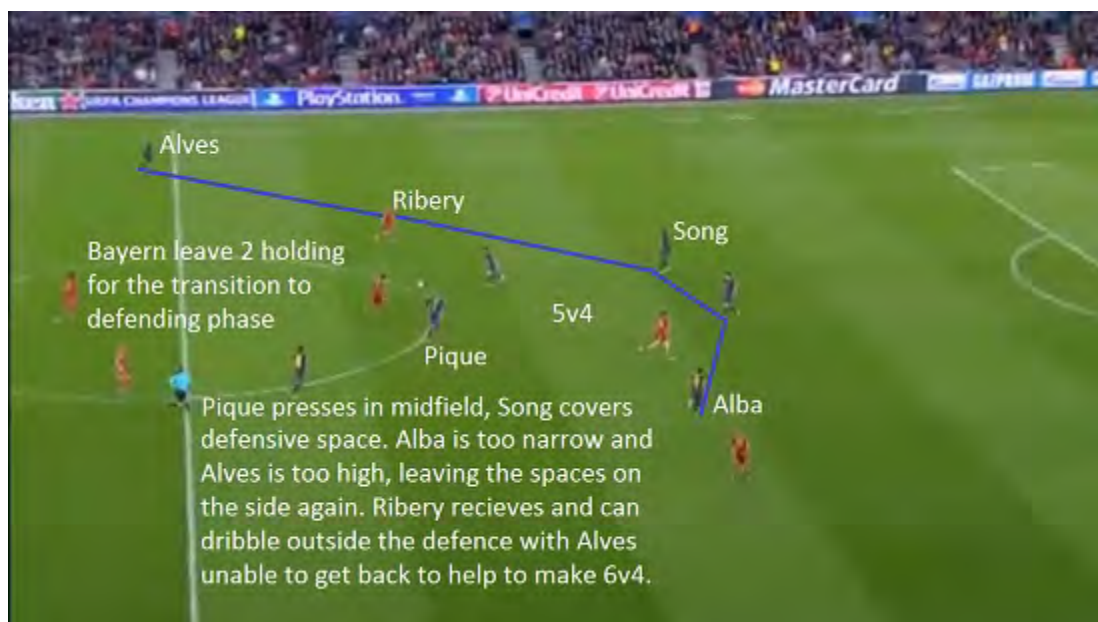 ken
UEFA CHAMPIONS LEAGUE
PlayStation
UniCredit
UniCredit
MasterCard
GAZPROM
Alves
Ribery
Song
Bayern leave 2 holding
for the transition to
defending phase
5v4
Pique
Alba
Pique presses in midfield, Song covers
defensive space. Alba is too narrow and
Alves is too high, leaving the spaces on
the side again. Ribery recieves and can
dribble outside the defence with Alves
unable to get back to help to make 6v4.